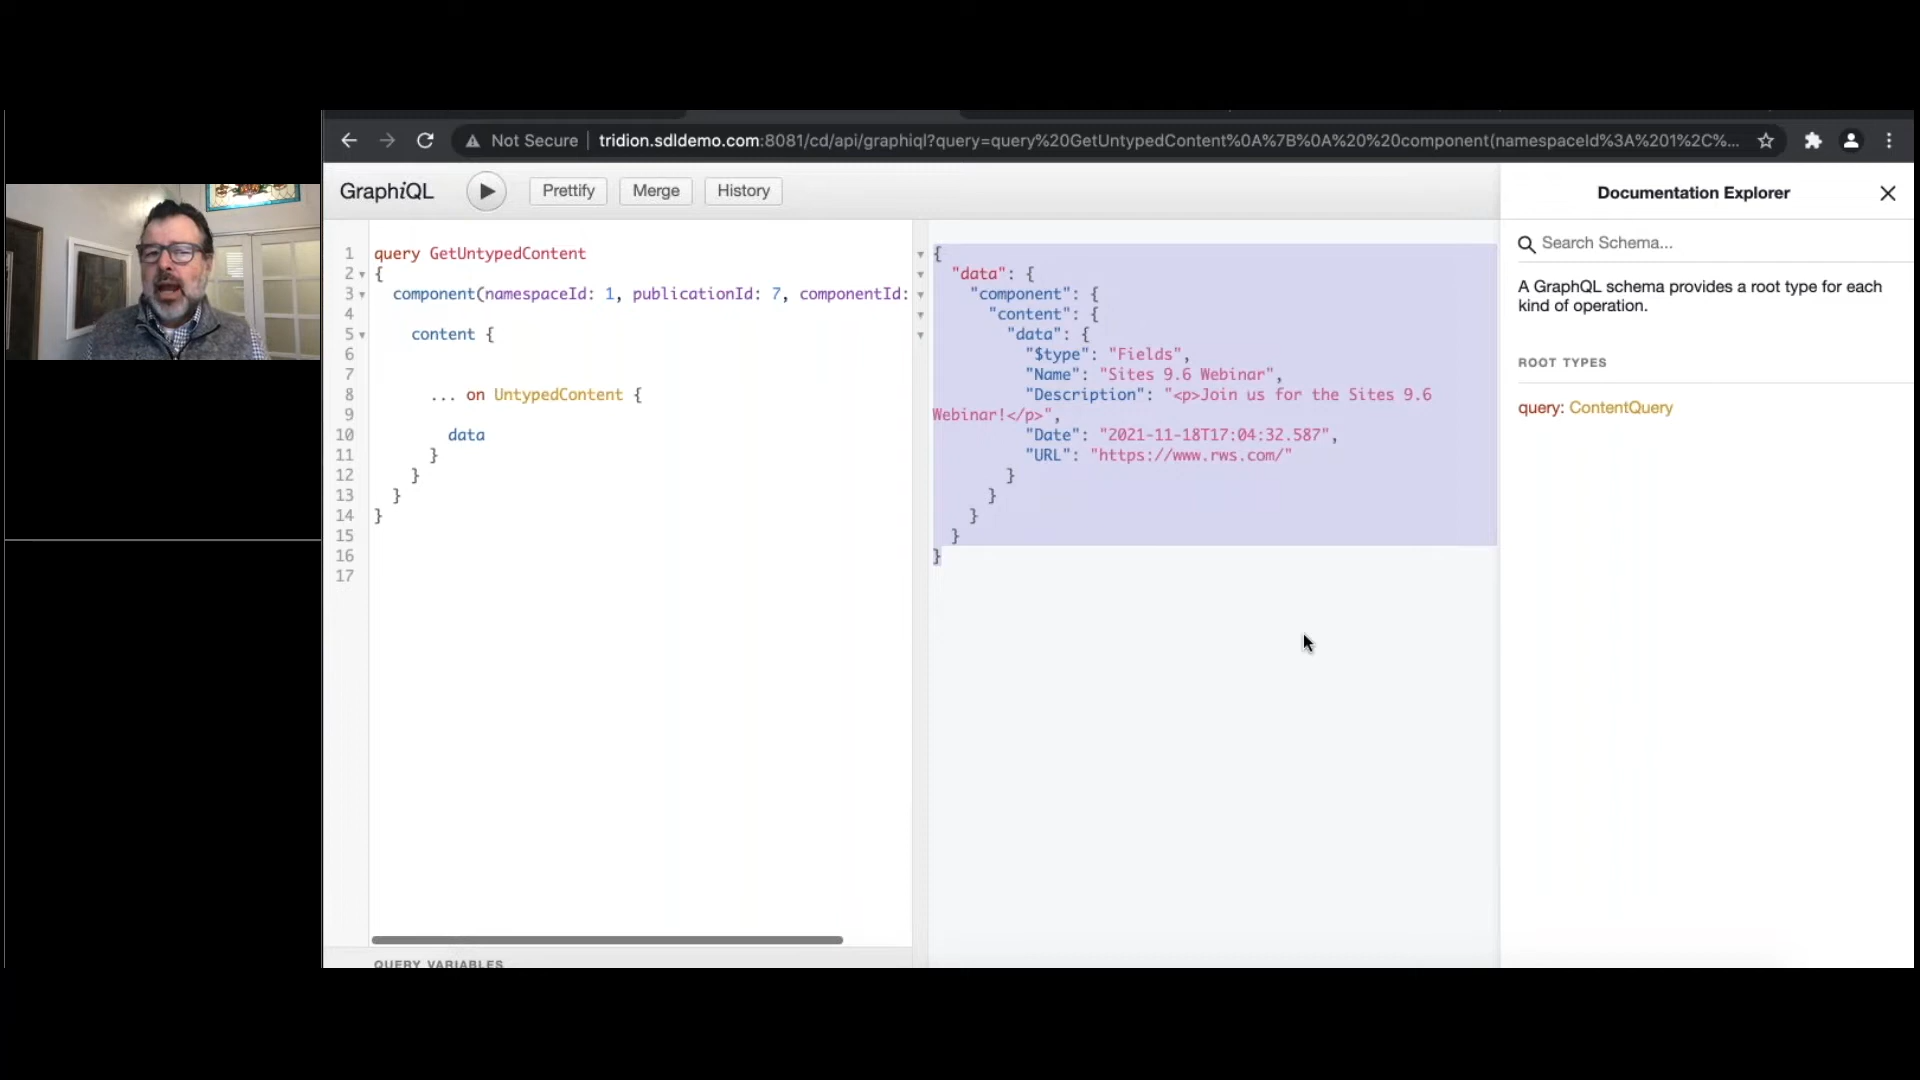 Not Secure tridion.sdldemo.com:8081/cd/api/graphiql?query=query%20GetUntypedContent%0A%7B%0A%20%20component(namespaceId%3A%201%2C%...
GraphiQL Prettify Merge History
1 query GetUntypedContent
2 {
3 component(namespaceId: 1, publicationId: 7, componentId:
4
5 content {
6
7
8 ... on UntypedContent {
9
10 data
11 }
12 }
13 }
14 }
15
16
17
QUERY VARIABLES
{
"data": {
"component": {
"content": {
"data": {
"$type": "Fields",
"Name": "Sites 9.6 Webinar",
"Description": "<p>Join us for the Sites 9.6
Webinar!</p>",
"Date": "2021-11-18T17:04:32.587",
"URL": "https://www.rws.com/"
}
}
}
}
}
Documentation Explorer
Search Schema...
A GraphQL schema provides a root type for each
kind of operation.
ROOT TYPES
query: ContentQuery